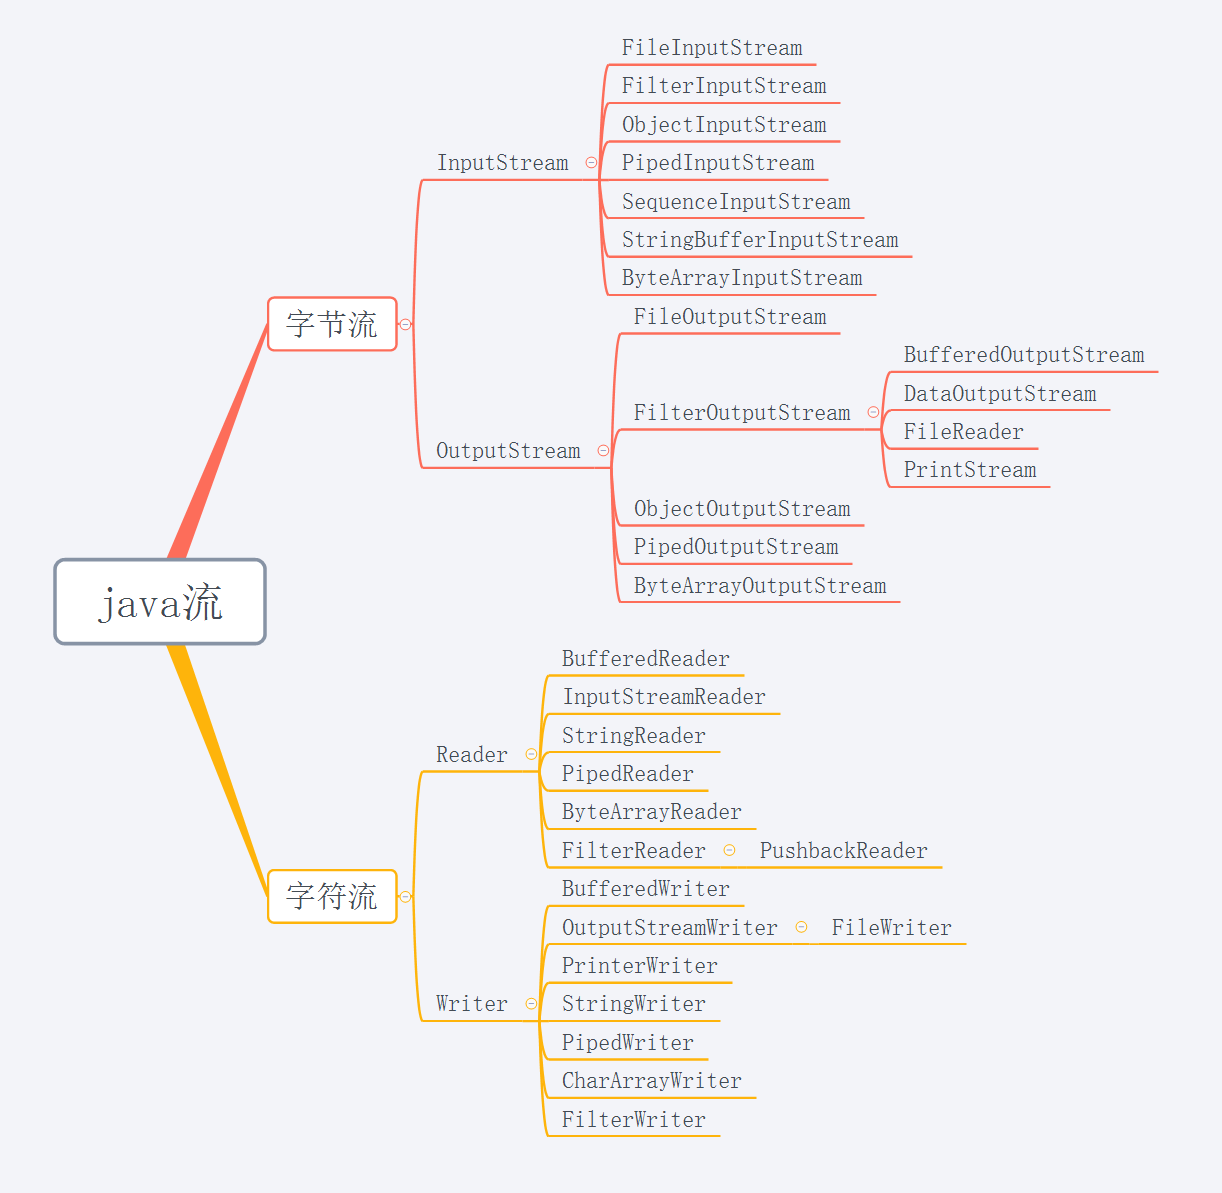 java流
字节流
InputStream
FileInputStream
FilterInputStream
ObjectInputStream
PipedInputStream
SequenceInputStream
StringBufferInputStream
ByteArrayInputStream
OutputStream
FileOutputStream
FilterOutputStream
BufferedOutputStream
DataOutputStream
FileReader
PrintStream
ObjectOutputStream
PipedOutputStream
ByteArrayOutputStream
字符流
Reader
BufferedReader
InputStreamReader
StringReader
PipedReader
ByteArrayReader
FilterReader
PushbackReader
Writer
BufferedWriter
OutputStreamWriter
FileWriter
PrinterWriter
StringWriter
PipedWriter
CharArrayWriter
FilterWriter